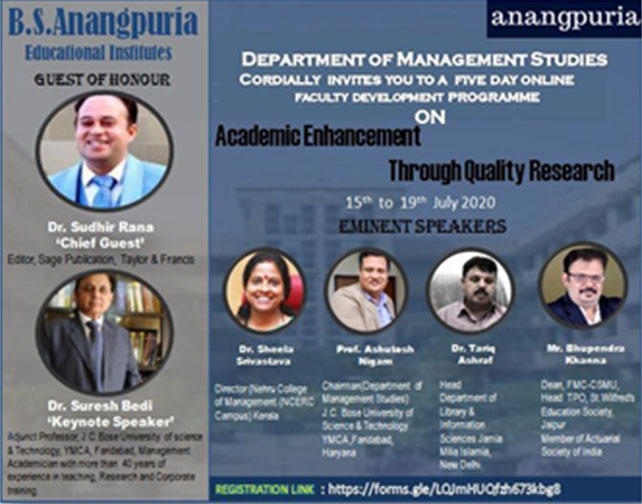 B.S.Anangpuria
Educational Institutes
GUEST OF HONOUR
Dr. Sudhir Rana
'Chief Guest'
Editor, Sage Publication, Taylor & Francis
Dr. Suresh Bedi
'Keynote Speaker'
Adjunct Professor, J.C. Bose University of science
& Technology, YMCA, Faridabad, Management
Academician with more than 40 years of
experience in teaching, Research and Corporate
training.
anangpuria
DEPARTMENT OF MANAGEMENT STUDIES
CORDIALLY INVITES YOU TO A FIVE DAY ONLINE
FACULTY DEVELOPMENT PROGRAMME
ON
Academic Enhancement
Through Quality Research
15th to 19th July 2020
EMINENT SPEAKERS
Dr. Sheela
Srivastava
Director (Nehru College
of Management (NCERC
Campus) Kerala
Prof. Ashutosh
Nigam
Chairman(Department of
Management Studies)
J.C. Bose University of
Science & Technology
YMCA, Faridabad,
Haryana
Dr. Tariq
Ashraf
Head
Department of
Library &
Information
Sciences Jamia
Milia Islamia,
New Delhi
Mr. Bhupendra
Khanna
Dean, FMC-CSMU,
Head TPO, St.Wilfred's
Education Society,
Jaipur
Member of Actuarial
Society of India
REGISTRATION LINK : https://forms.gle/LQJmHUQfzh673kbg8